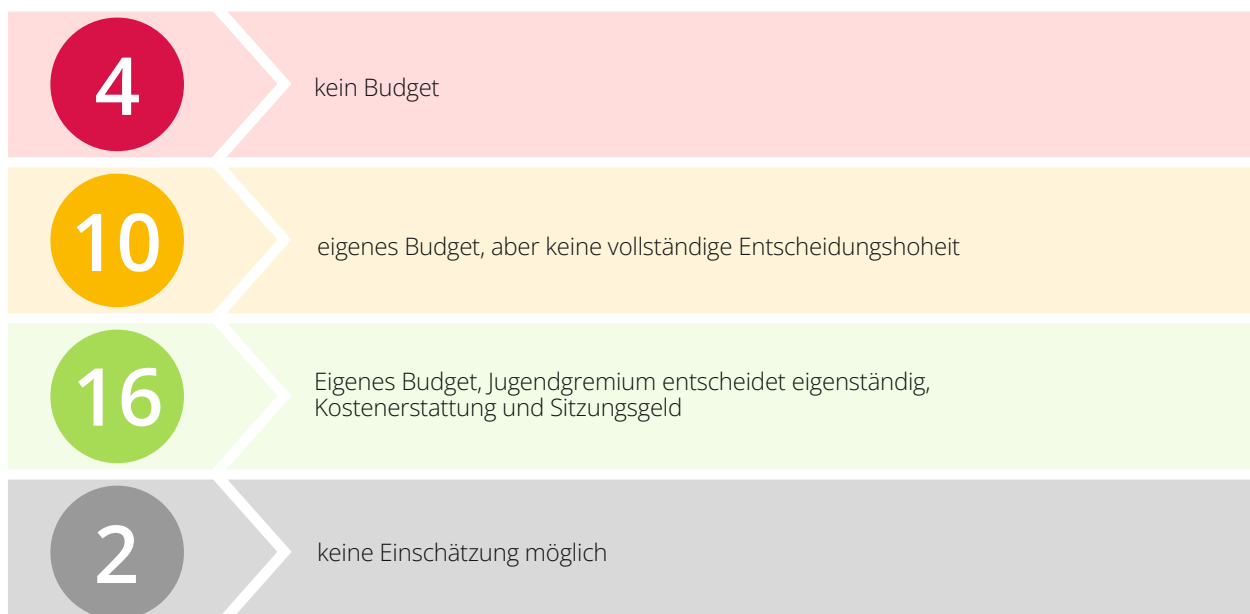 4
kein Budget
10
eigenes Budget, aber keine vollständige Entscheidungshoheit
16
Eigenes Budget, Jugendgremium entscheidet eigenständig,
Kostenerstattung und Sitzungsgeld
2
keine Einschätzung möglich